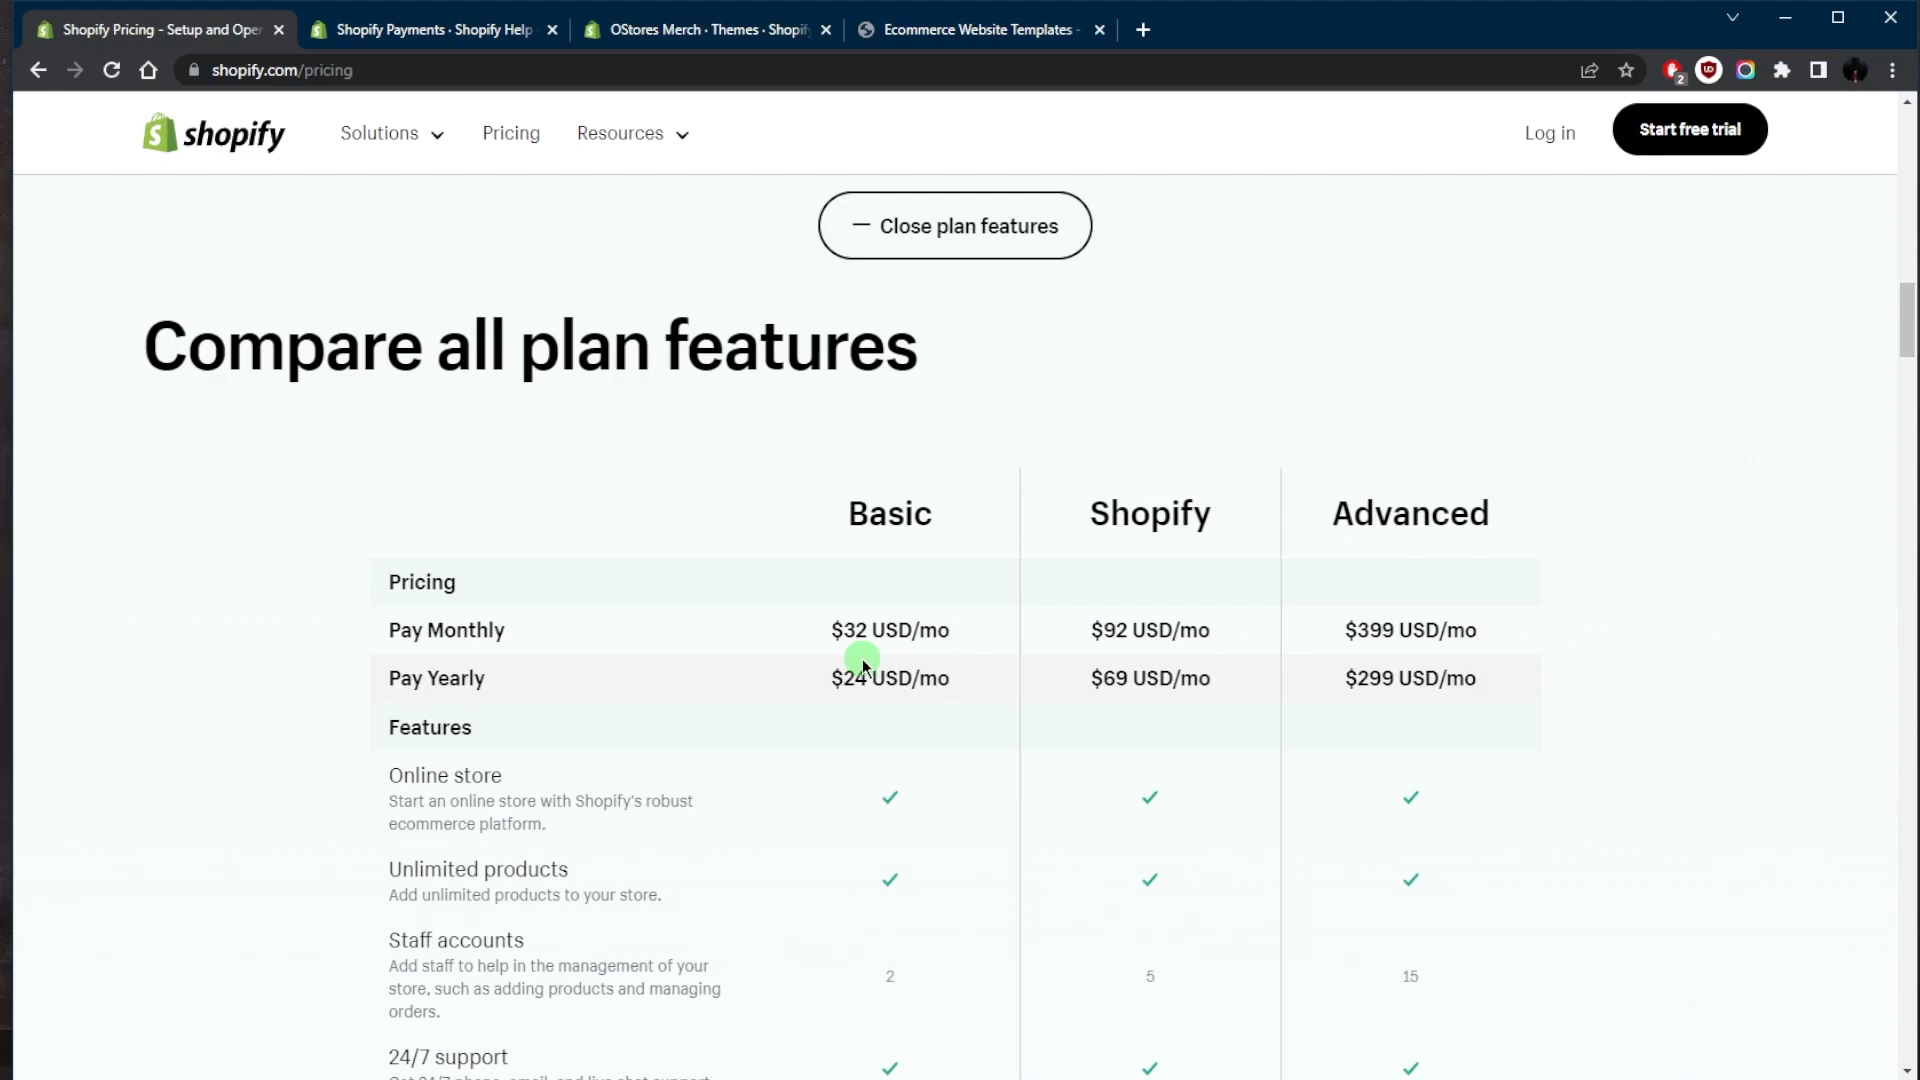 Shopify Pricing - Setup and Oper
Shopify Payments · Shopify Help
OStores Merch · Themes · Shopif
Ecommerce Website Templates -
shopify.com/pricing
2
shopify
Solutions
Pricing
Resources
Log in
Start free trial
— Close plan features
Compare all plan features
Basic
Shopify
Advanced
Pricing
Pay Monthly
$32 USD/mo
$92 USD/mo
$399 USD/mo
Pay Yearly
$24 USD/mo
$69 USD/mo
$299 USD/mo
Features
Online store
Start an online store with Shopify's robust
ecommerce platform.
Unlimited products
Add unlimited products to your store.
Staff accounts
Add staff to help in the management of your
store, such as adding products and managing
orders.
2
5
15
24/7 support